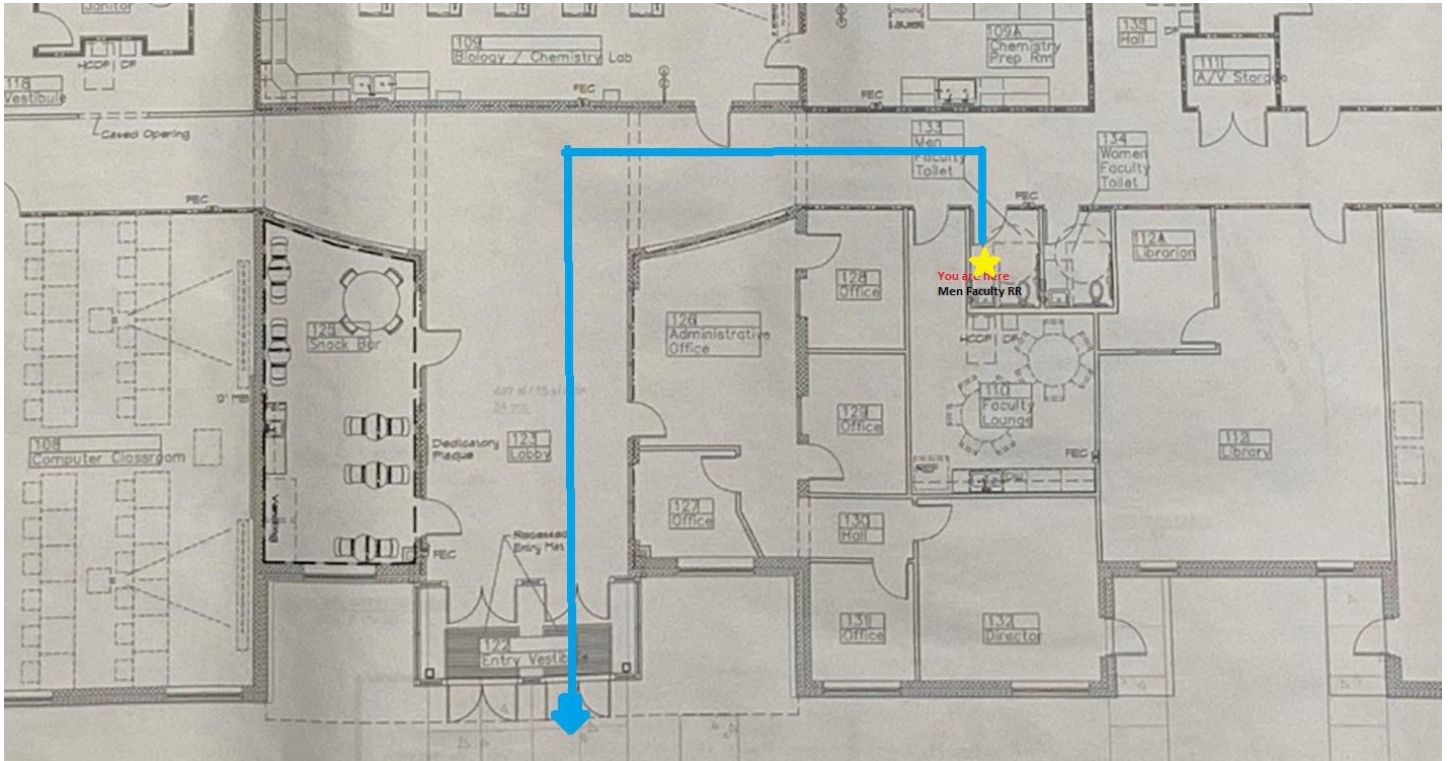 Janitor
HCDF DF
118
Vestibule
Cased Opening
109
Biology / Chemistry Lab
FEC
109A
Chemistry
Prep Rm
FEC
135
Hall
DF
111
A/V Storage
133
Men
Faculty
Toilet
134
Women
Faculty
Toilet
FEC
FEC
112A
Librarian
128
Office
You are here
Men Faculty RR
HCDF DF
125
Snack Bar
126
Administrative
Office
110
Faculty
Lounge
129
Office
FEC
108
Computer Classroom
Dedicatory
Plaque
123
Lobby
112
Library
FEC
REF
Vending
127
Office
130
Hall
Recessed
Entry Mat
FEC
131
Office
132
Director
122
Entry Vestibule